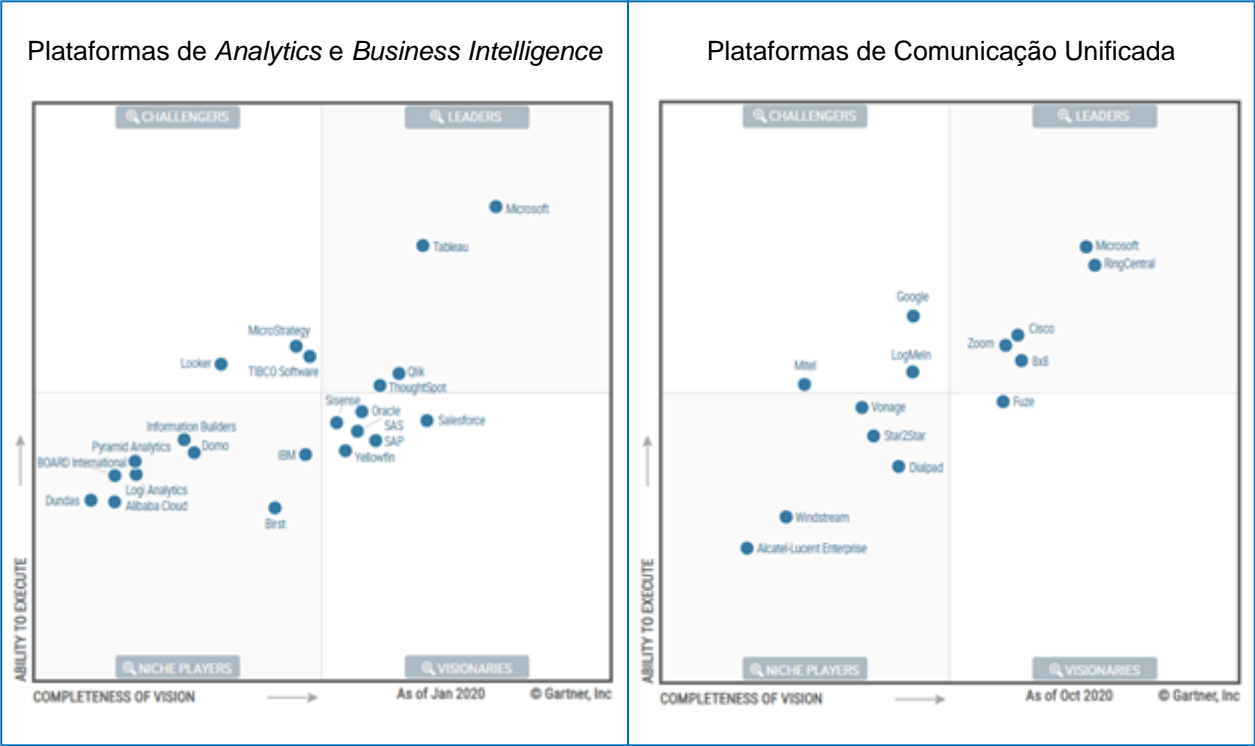 Plataformas de Analytics e Business Intelligence
CHALLENGERS
LEADERS
Microsoft
Tableau
MicroStrategy
Looker
TIBCO Software
Qlik
ThoughtSpot
Sisense
Oracle
Salesforce
SAS
Information Builders
SAP
Domo
Pyramid Analytics
IBM
Yellowfin
BOARD International
Logi Analytics
Dundas
Alibaba Cloud
Birst
ABILITY TO EXECUTE
NICHE PLAYERS
VISIONARIES
COMPLETENESS OF VISION
As of Jan 2020
© Gartner, Inc
Plataformas de Comunicação Unificada
CHALLENGERS
LEADERS
Microsoft
RingCentral
Google
Cisco
Zoom
LogMeIn
8x8
Mitel
Fuze
Vonage
Star2Star
Dialpad
Windstream
Alcatel-Lucent Enterprise
ABILITY TO EXECUTE
NICHE PLAYERS
VISIONARIES
COMPLETENESS OF VISION
As of Oct 2020
© Gartner, Inc